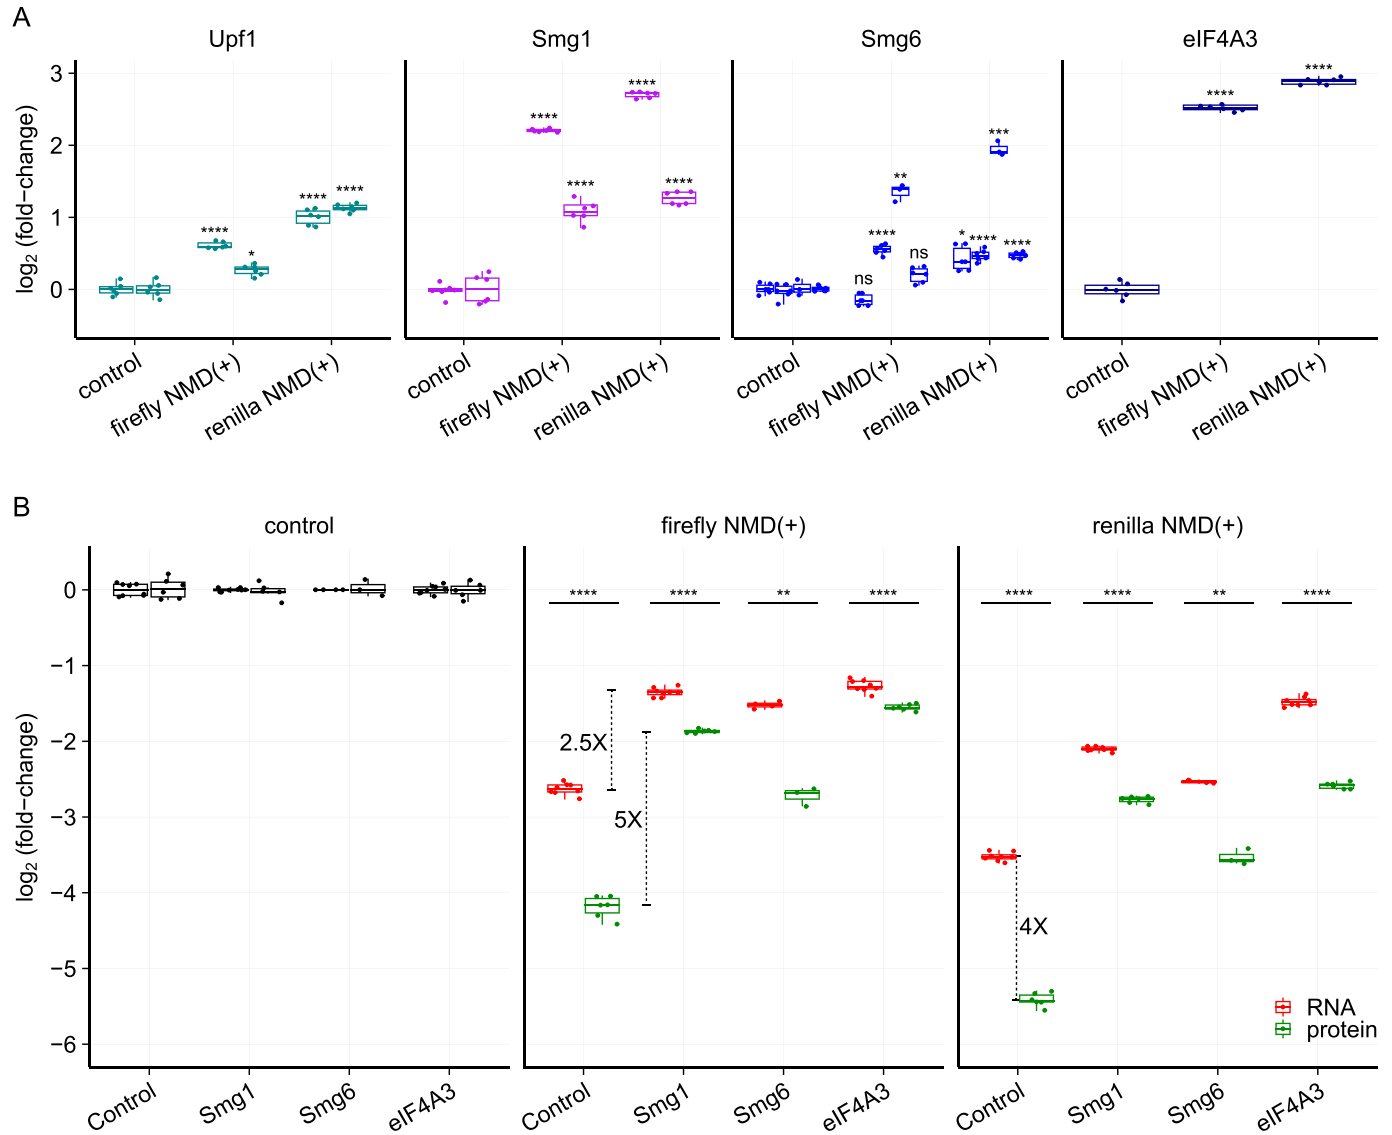 A
Upf1 Smg1 Smg6 eIF4A3
log2 (fold−change)
3
2
1
0
**** * **** ****
**** **** **** ****
ns **** ** ns * **** *** ****
**** ****
control firefly NMD(+) renilla NMD(+)
control firefly NMD(+) renilla NMD(+)
control firefly NMD(+) renilla NMD(+)
control firefly NMD(+) renilla NMD(+)
B
control firefly NMD(+) renilla NMD(+)
log2 (fold−change)
0
−1
−2
−3
−4
−5
−6
**** **** ** ****
**** **** ** ****
2.5X
5X
4X
RNA
protein
Control Smg1 Smg6 eIF4A3
Control Smg1 Smg6 eIF4A3
Control Smg1 Smg6 eIF4A3